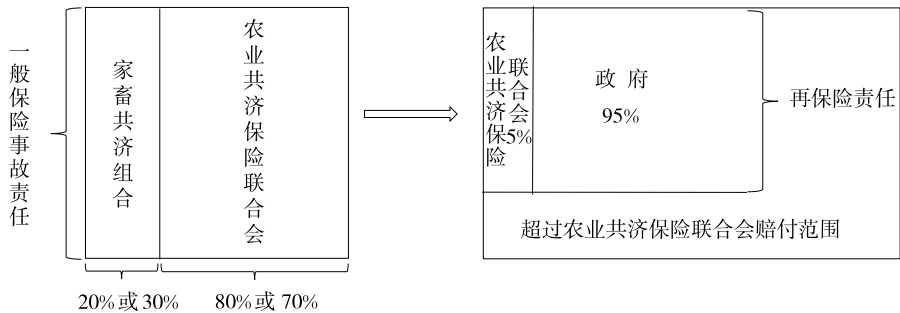 一般保险事故责任
家畜共济组合
农业共济保险联合会
20%或30%
80%或70%
农业共济保险
联合会5%
政府
95%
再保险责任
超过农业共济保险联合会赔付范围